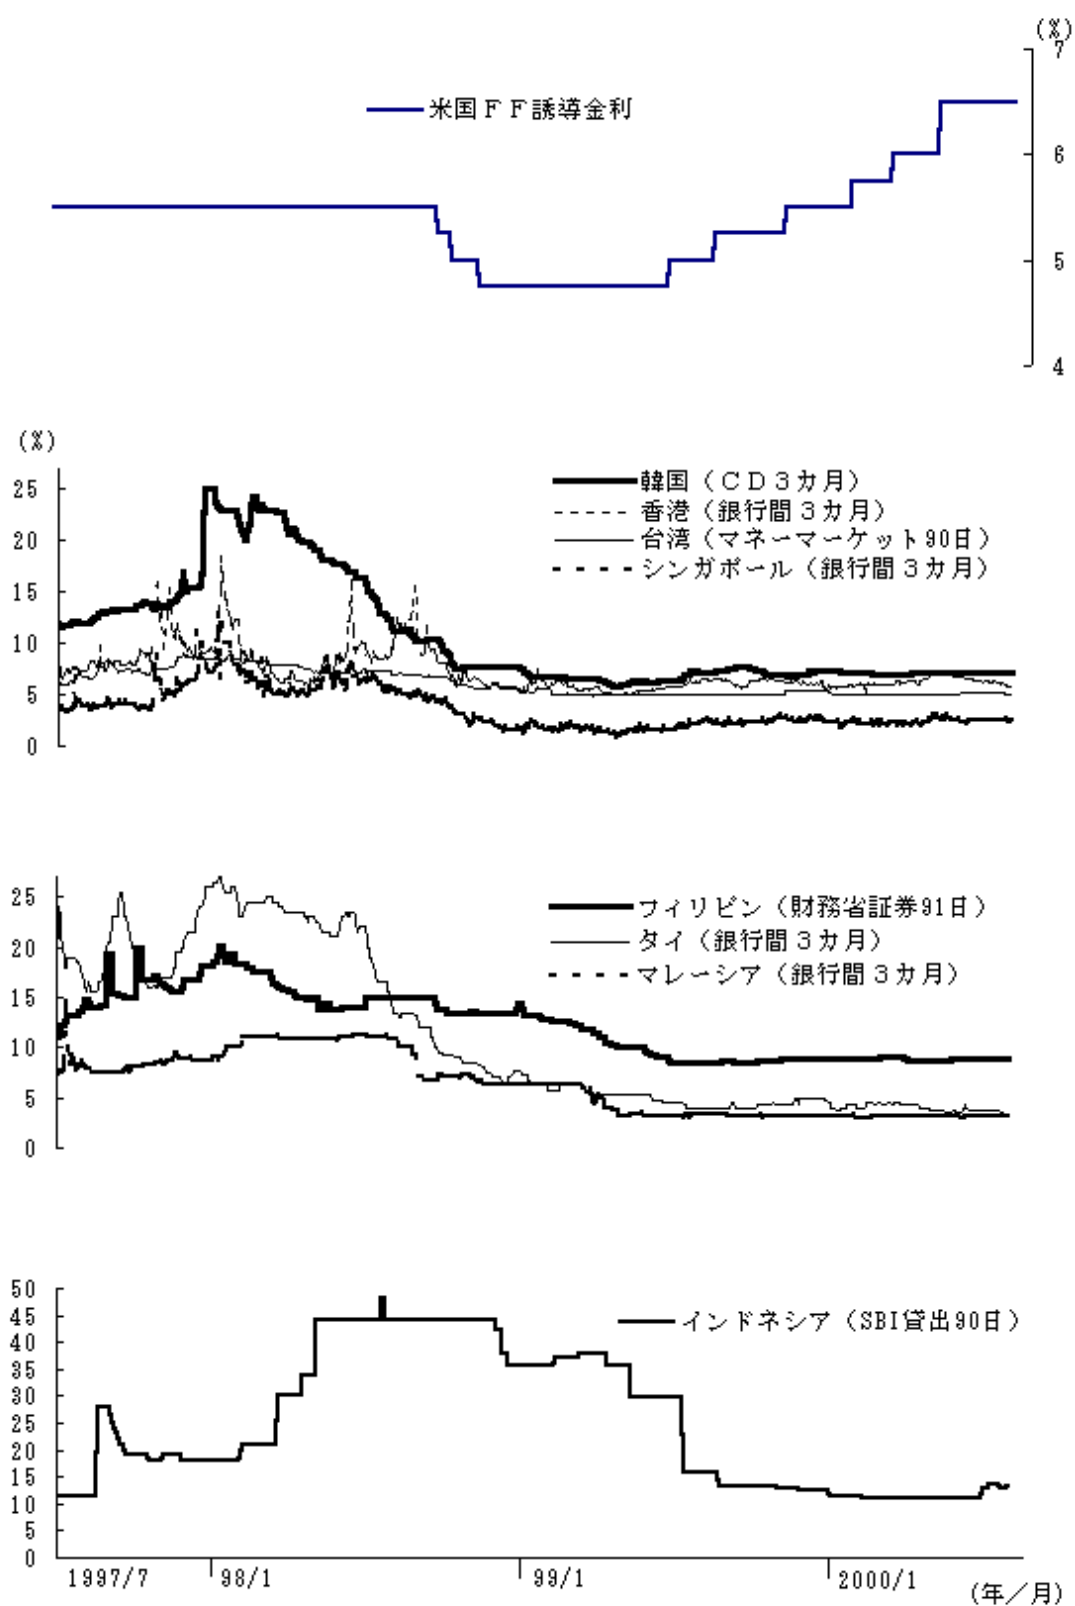 (%)
7
米国ＦＦ誘導金利
6
5
4
(%)
25
20
15
10
5
0
韓国（ＣＤ３カ月）
香港（銀行間３カ月）
台湾（マネーマーケット90日）
シンガポール（銀行間３カ月）
25
20
15
10
5
0
フィリピン（財務省証券91日）
タイ（銀行間３カ月）
マレーシア（銀行間３カ月）
50
45
40
35
30
25
20
15
10
5
0
インドネシア（SBI貸出90日）
1997/7 98/1 99/1 2000/1
(年／月)